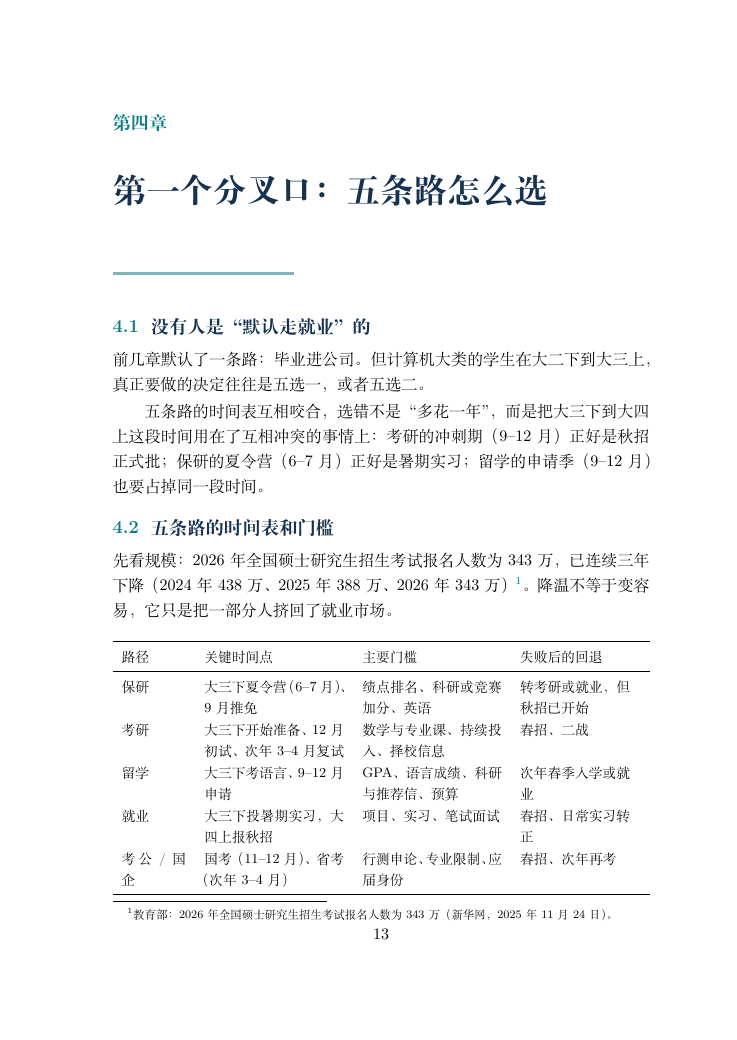 第四章
第一个分叉口：五条路怎么选
4.1 没有人是“默认走就业”的
前几章默认了一条路：毕业进公司。但计算机大类的学生在大二下到大三上，
真正要做的决定往往是五选一，或者五选二。
五条路的时间表互相咬合，选错不是“多花一年”，而是把大三下到大四
上这段时间用在了互相冲突的事情上：考研的冲刺期（9–12 月）正好是秋招
正式批；保研的夏令营（6–7 月）正好是暑期实习；留学的申请季（9–12 月）
也要占掉同一段时间。
4.2 五条路的时间表和门槛
先看规模：2026 年全国硕士研究生招生考试报名人数为 343 万，已连续三年
下降（2024 年 438 万、2025 年 388 万、2026 年 343 万）1。降温不等于变容
易，它只是把一部分人挤回了就业市场。
路径 关键时间点 主要门槛 失败后的回退
保研 大三下夏令营（6–7 月）、 绩点排名、科研或竞赛 转考研或就业，但
9 月推免 加分、英语 秋招已开始
考研 大三下开始准备、12 月 数学与专业课、持续投 春招、二战
初试、次年 3–4 月复试 入、择校信息
留学 大三下考语言、9–12 月 GPA、语言成绩、科研 次年春季入学或就
申请 与推荐信、预算 业
就业 大三下投暑期实习，大 项目、实习、笔试面试 春招、日常实习转
四上报秋招 正
考公 / 国 国考（11–12 月）、省考 行测申论、专业限制、应 春招、次年再考
企 （次年 3–4 月） 届身份
1教育部：2026 年全国硕士研究生招生考试报名人数为 343 万（新华网，2025 年 11 月 24 日）。
13